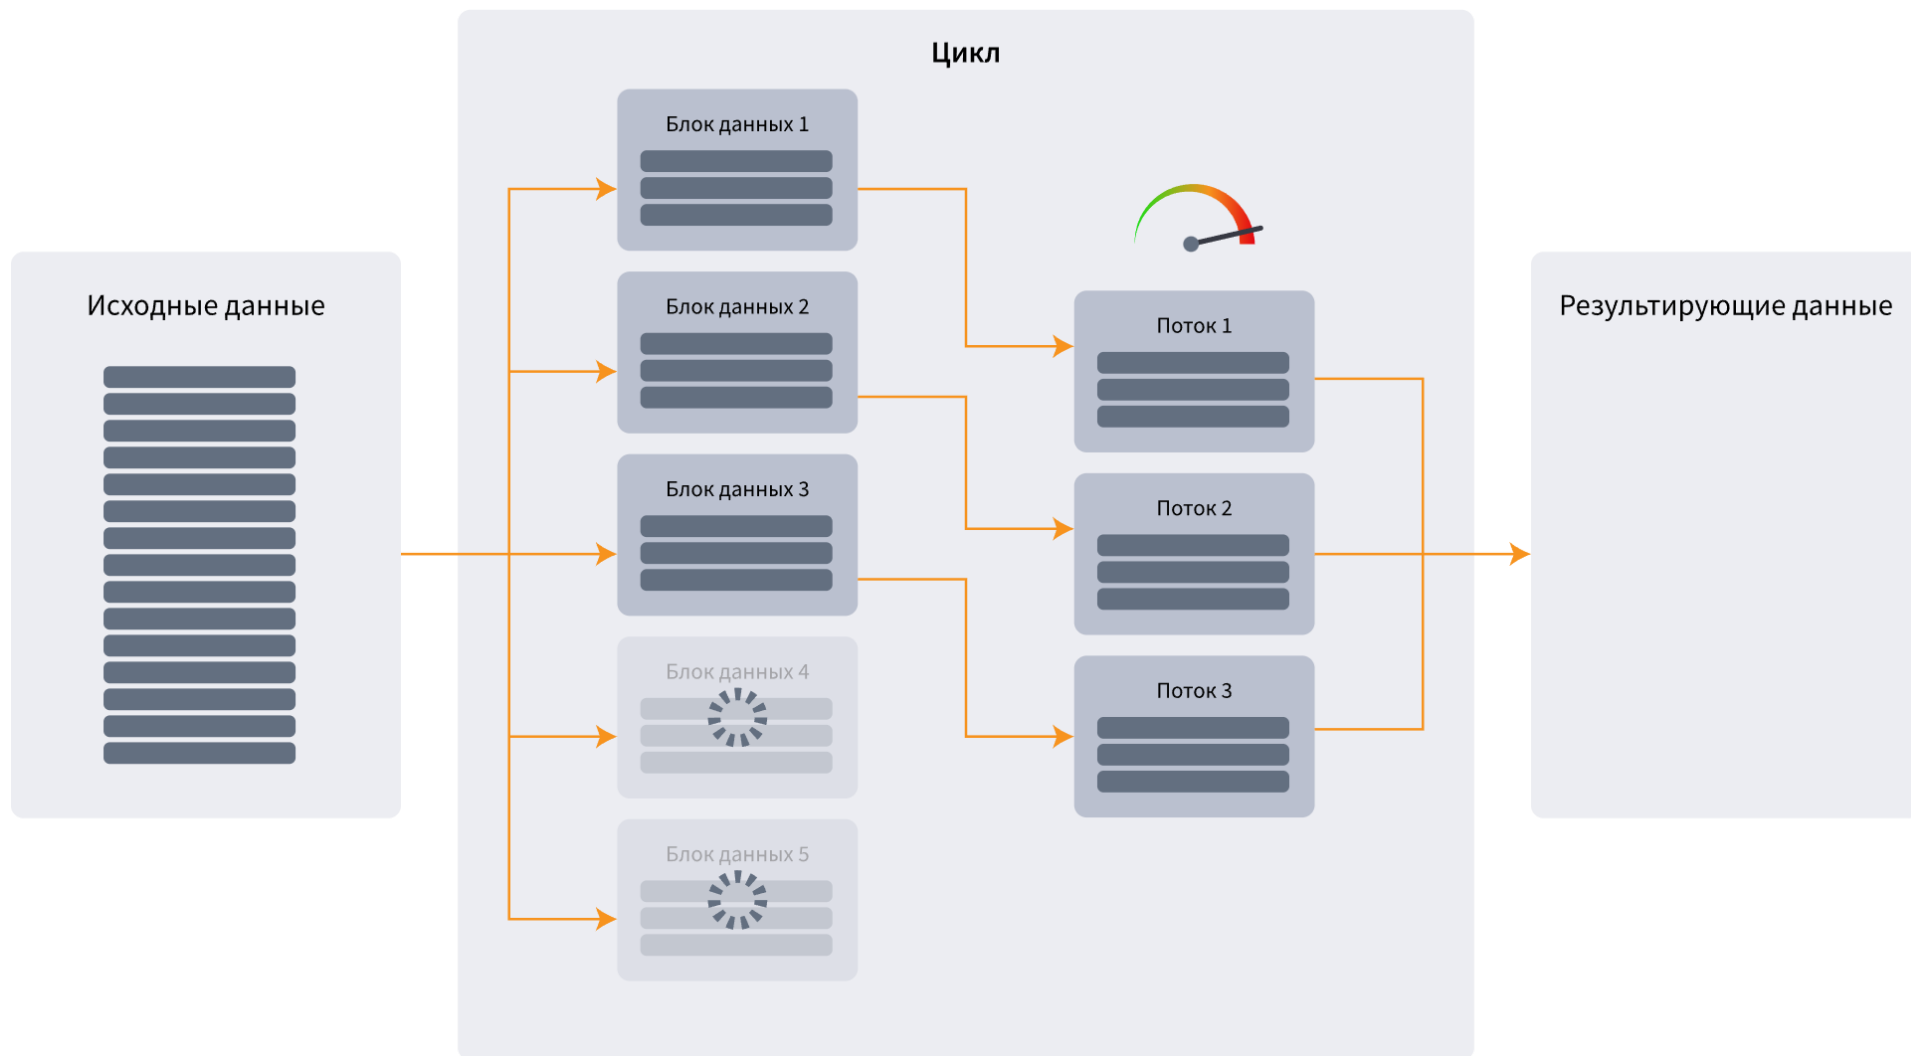 Цикл
Блок данных 1
Блок данных 2
Блок данных 3
Блок данных 4
Блок данных 5
Исходные данные
Поток 1
Поток 2
Поток 3
Результирующие данные